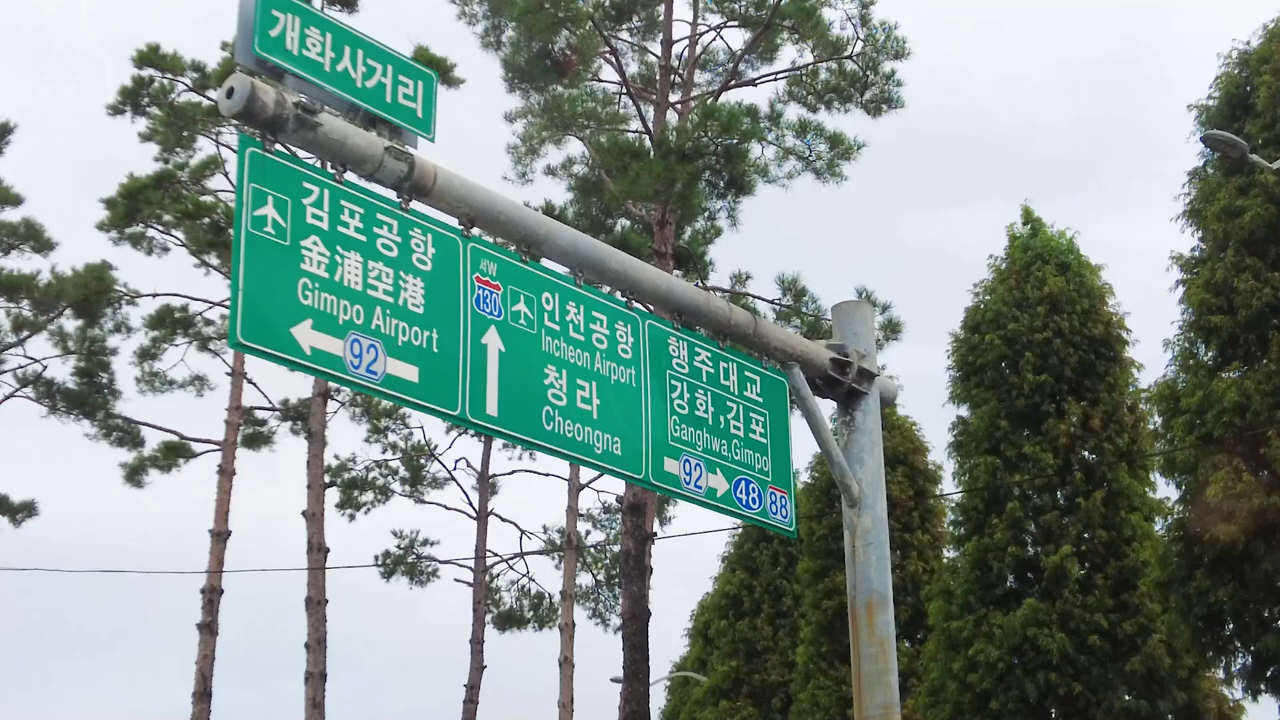 개화사거리
김포공항
金浦空港
Gimpo Airport
92
서W
130
인천공항
Incheon Airport
청라
Cheongna
행주대교
강화,김포
Ganghwa,Gimpo
92
48
88